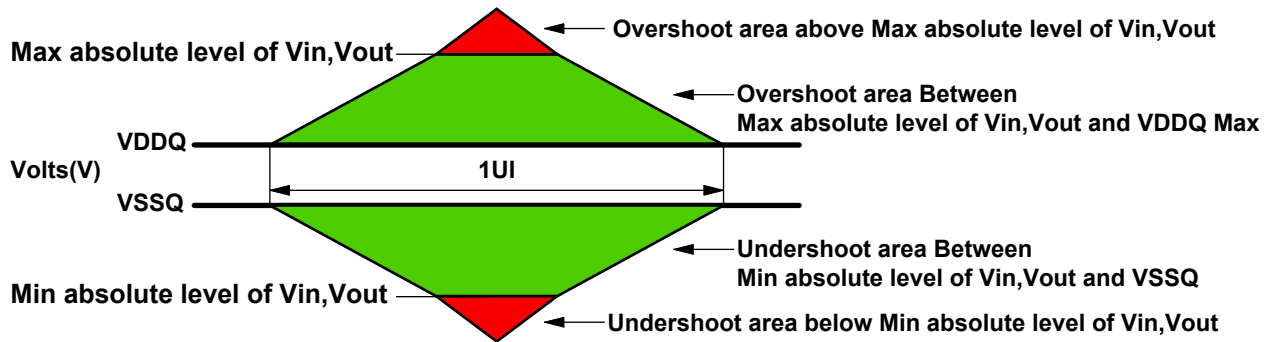 Overshoot area above Max absolute level of Vin,Vout
Max absolute level of Vin,Vout
Overshoot area Between
Max absolute level of Vin,Vout and VDDQ Max
VDDQ
Volts(V)
1UI
VSSQ
Undershoot area Between
Min absolute level of Vin,Vout and VSSQ
Min absolute level of Vin,Vout
Undershoot area below Min absolute level of Vin,Vout